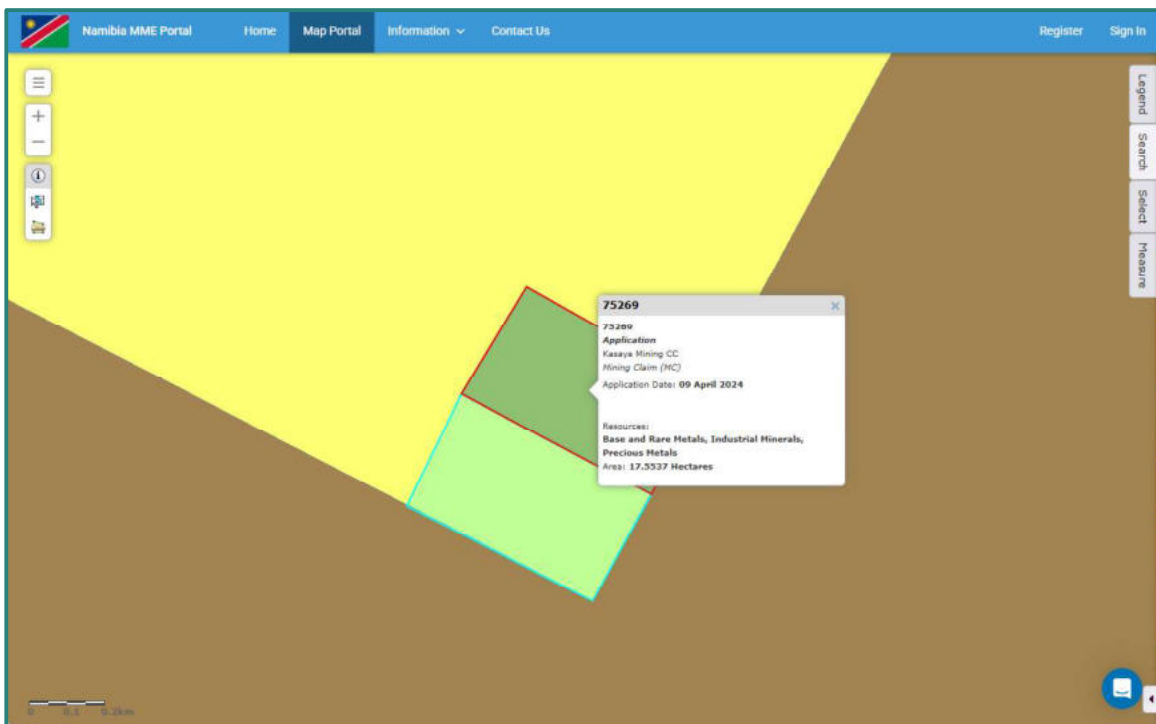 Namibia MME Portal Home Map Portal Information Contact Us Register Sign In
Legend
Search
Select
Measure
75269
75269
Application
Kasaya Mining CC
Mining Claim (MC)
Application Date: 09 April 2024
Resources:
Base and Rare Metals, Industrial Minerals,
Precious Metals
Area: 17.5537 Hectares
0 0.1 0.2km